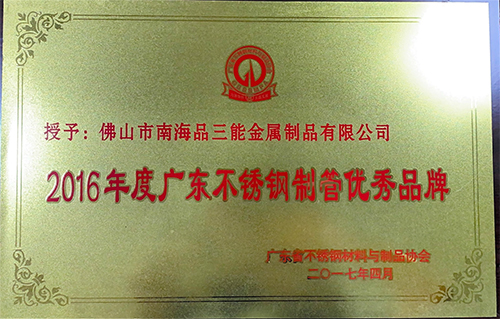 授予：佛山市南海品三能金属制品有限公司
2016年度广东不锈钢制管优秀品牌
广东省不锈钢材料与制品协会
二〇一七年四月